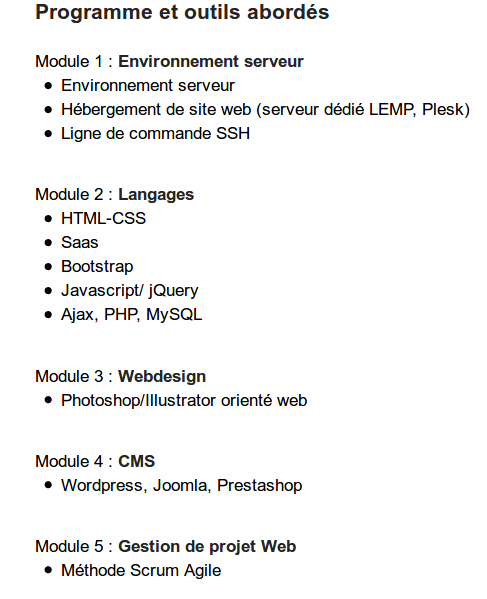 Programme et outils abordés
Module 1 : Environnement serveur
● Environnement serveur
● Hébergement de site web (serveur dédié LEMP, Plesk)
● Ligne de commande SSH
Module 2 : Langages
● HTML-CSS
● Saas
● Bootstrap
● Javascript/ jQuery
● Ajax, PHP, MySQL
Module 3 : Webdesign
● Photoshop/Illustrator orienté web
Module 4 : CMS
● Wordpress, Joomla, Prestashop
Module 5 : Gestion de projet Web
● Méthode Scrum Agile